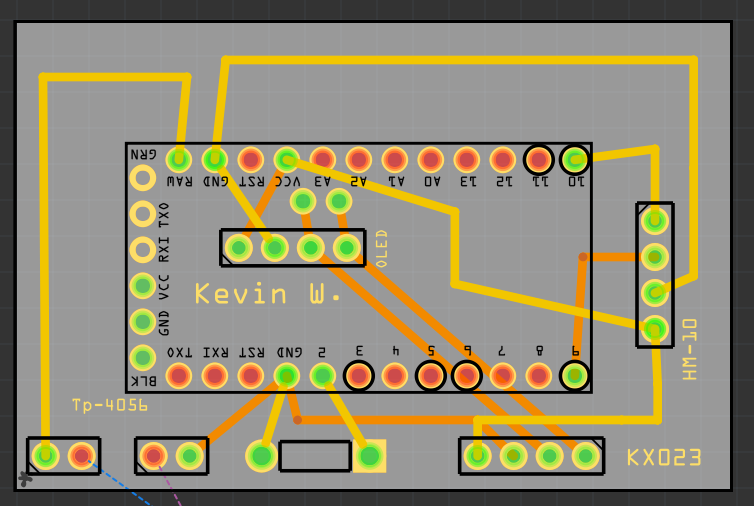 GRN
RAW GND RST VCC A3 A2 A1 A0 13 12 11 10
TXO
RXI
VCC
GND
BLK
OLED
Kevin W.
TXO RXI RST GND 2 3 4 5 6 7 8 9
HM-10
Tp-4056
KX023